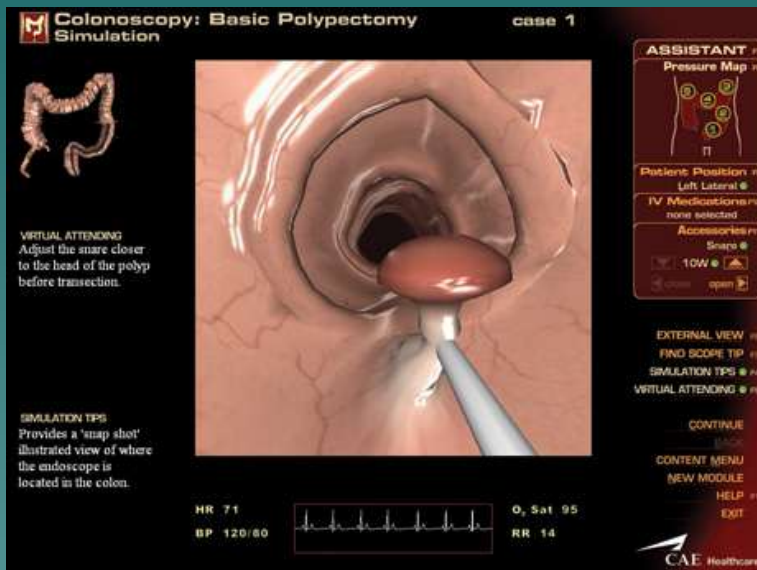 Colonoscopy: Basic Polypectomy
Simulation
case 1
VIRTUAL ATTENDING
Adjust the snare closer
to the head of the polyp
before transection.
SIMULATION TIPS
Provides a 'snap shot'
illustrated view of where
the endoscope is
located in the colon.
HR 71
BP 120/80
O, Sat 95
RR 14
ASSISTANT
Pressure Map
Patient Position
Left Lateral
IV Medications
none selected
Accessories
Snare
10W
close
open
EXTERNAL VIEW
FIND SCOPE TIP
SIMULATION TIPS
VIRTUAL ATTENDING
CONTINUE
BACK
CONTENT MENU
NEW MODULE
HELP
EXIT
CAE Healthcare